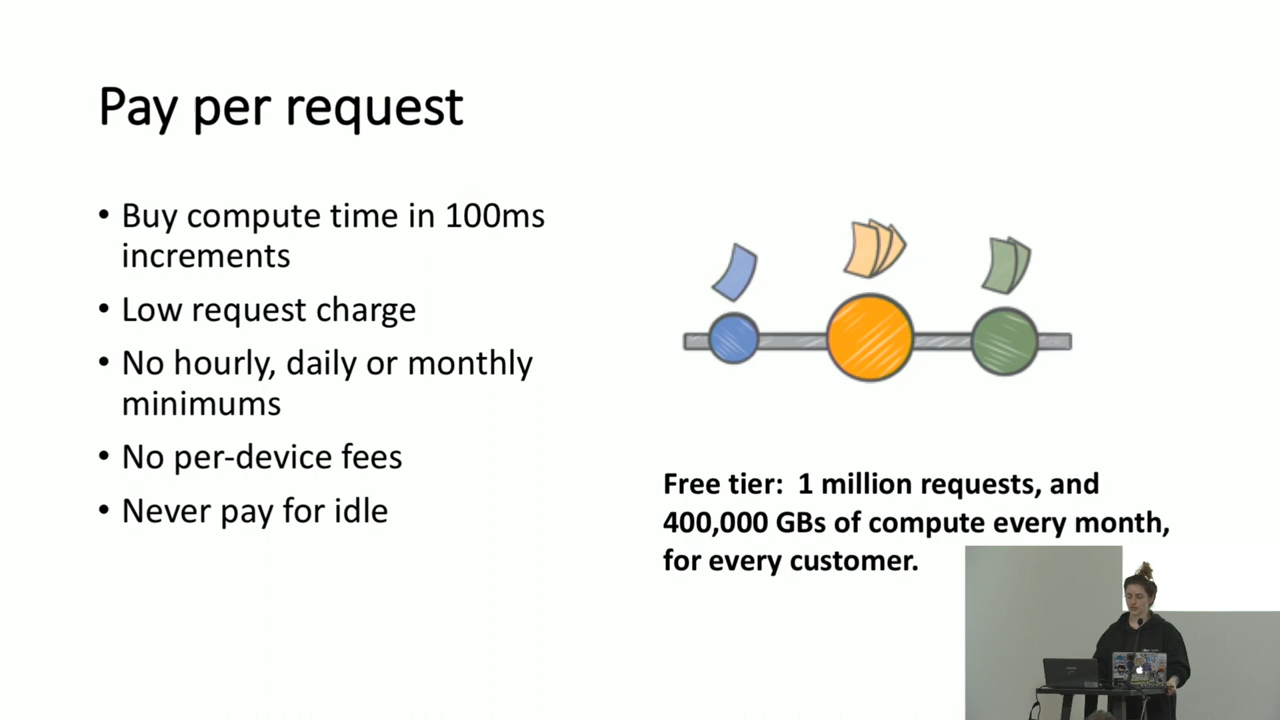 Pay per request
• Buy compute time in 100ms
increments
• Low request charge
• No hourly, daily or monthly
minimums
• No per-device fees
• Never pay for idle
Free tier:  1 million requests, and
400,000 GBs of compute every month,
for every customer.